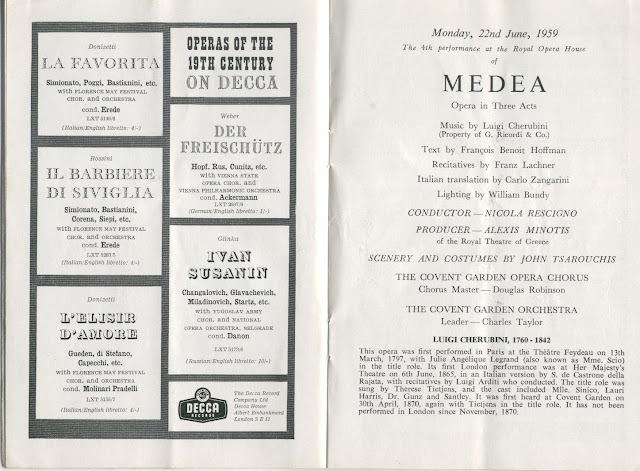 Donizetti
LA FAVORITA
Simionato, Poggi, Bastianini, etc.
with FLORENCE MAY FESTIVAL
CHOR. and ORCHESTRA
cond. Erede
(Italian/English libretto: 4/-)
Rossini
IL BARBIERE
DI SIVIGLIA
Simionato, Bastianini,
Corena, Siepi, etc.
with FLORENCE MAY FESTIVAL
CHOR. and ORCHESTRA
cond. Erede
(Italian/English libretto: 4/-)
Donizetti
L'ELISIR
D'AMORE
Gueden, di Stefano,
Capecchi, etc.
with FLORENCE MAY FESTIVAL
CHOR. and ORCHESTRA
cond. Molinari Pradelli
LXT 5155/7
(Italian/English libretto: 4/-)
OPERAS OF THE
19TH CENTURY
ON DECCA
Weber
DER
FREISCHÜTZ
Hopf, Rus, Cunitz, etc.
with VIENNA STATE
OPERA CHOR. and
VIENNA PHILHARMONIC ORCHESTRA
cond. Ackermann
LXT 2597/9
(German/English libretto: 1/-)
Glinka
IVAN
SUSANIN
Changalovich, Glavachevich,
Miladinovich, Startz, etc.
with YUGOSLAV ARMY
CHOR. and NATIONAL
OPERA ORCHESTRA, BELGRADE
cond. Danon
LXT 5173/6
(Russian/English libretto: 10/-)
DECCA
RECORDS
The Decca Record
Company Ltd
Decca House
Albert Embankment
London S E 11
Monday, 22nd June, 1959
The 4th performance at the Royal Opera House
of
MEDEA
Opera in Three Acts
Music by Luigi Cherubini
(Property of G. Ricordi & Co.)
Text by François Benoit Hoffman
Recitatives by Franz Lachner
Italian translation by Carlo Zangarini
Lighting by William Bundy
CONDUCTOR—NICOLA RESCIGNO
PRODUCER—ALEXIS MINOTIS
of the Royal Theatre of Greece
SCENERY AND COSTUMES BY JOHN TSAROUCHIS
THE COVENT GARDEN OPERA CHORUS
Chorus Master—Douglas Robinson
THE COVENT GARDEN ORCHESTRA
Leader—Charles Taylor
LUIGI CHERUBINI, 1760 - 1842
This opera was first performed in Paris at the Théâtre Feydeau on 13th
March, 1797, with Julie Angélique Legrand (also known as Mme. Scio)
in the title role. Its first London performance was at Her Majesty's
Theatre on 6th June, 1865, in an Italian version by S. de Castrone della
Rajata, with recitatives by Luigi Arditi who conducted. The title role was
sung by Therese Tietjens, and the cast included Mlle. Sinico, Lauri
Harris, Dr. Gunz and Santley. It was first heard at Covent Garden on
30th April, 1870, again with Tietjens in the title role. It has not been
performed in London since November, 1870.